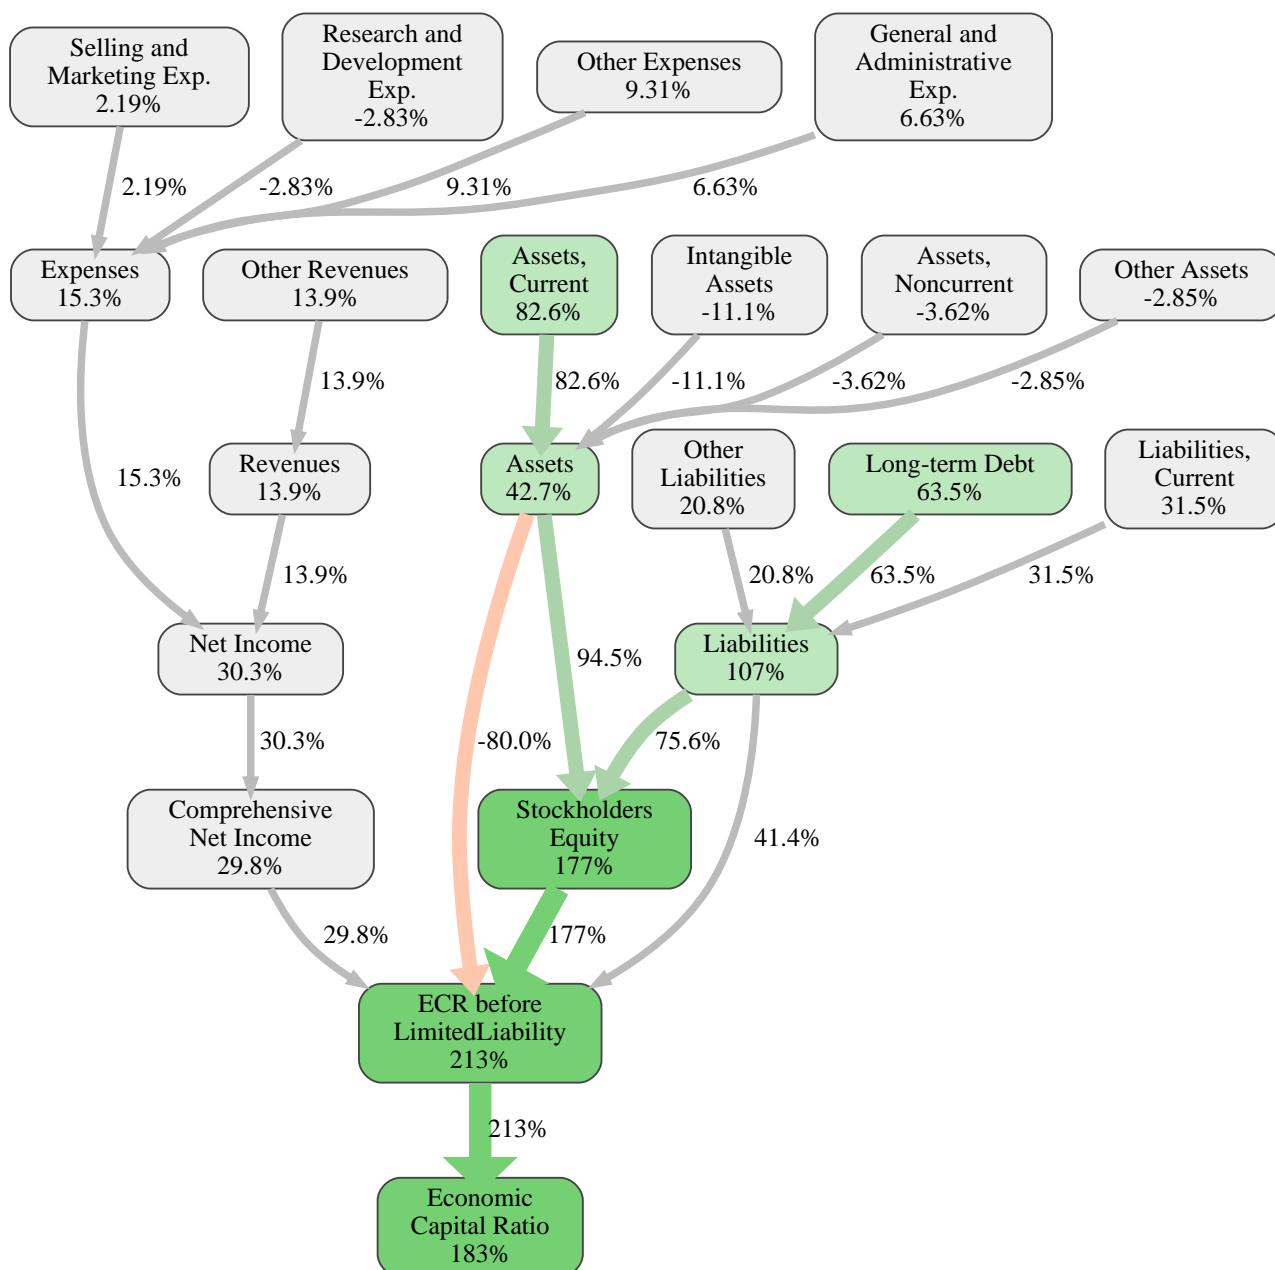 Selling and
Marketing Exp.
2.19%
Research and
Development
Exp.
-2.83%
Other Expenses
9.31%
General and
Administrative
Exp.
6.63%
2.19%
-2.83%
9.31%
6.63%
Expenses
15.3%
Other Revenues
13.9%
Assets,
Current
82.6%
Intangible
Assets
-11.1%
Assets,
Noncurrent
-3.62%
Other Assets
-2.85%
13.9%
82.6%
-11.1%
-3.62%
-2.85%
15.3%
Revenues
13.9%
Assets
42.7%
Other
Liabilities
20.8%
Long-term Debt
63.5%
Liabilities,
Current
31.5%
13.9%
20.8%
63.5%
31.5%
Net Income
30.3%
94.5%
Liabilities
107%
30.3%
-80.0%
75.6%
Comprehensive
Net Income
29.8%
Stockholders
Equity
177%
41.4%
29.8%
177%
ECR before
LimitedLiability
213%
213%
Economic
Capital Ratio
183%